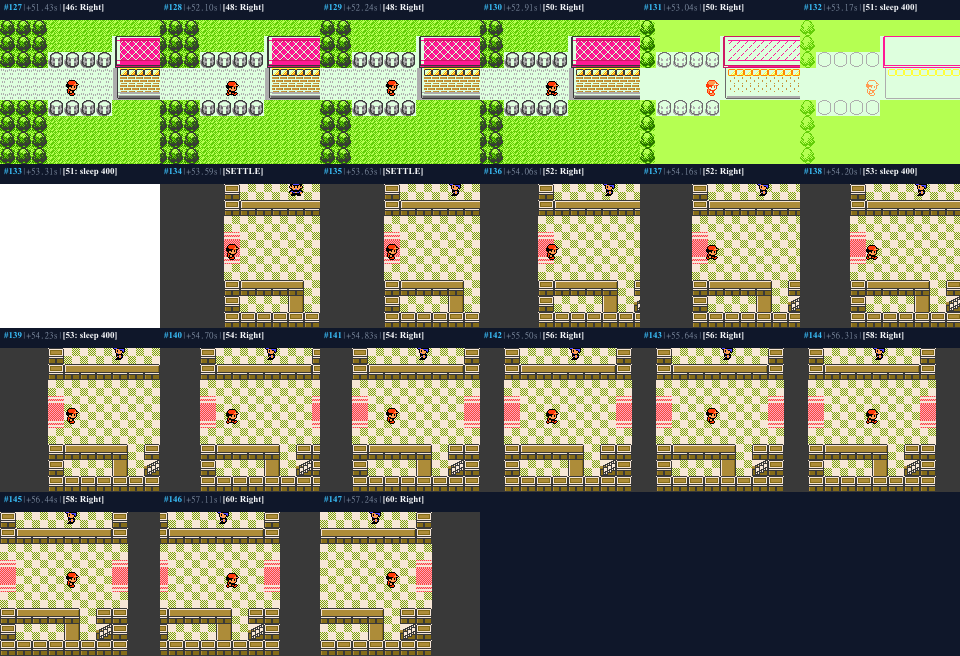 #127|+51.43s|[46: Right]
#128|+52.10s|[48: Right]
#129|+52.24s|[48: Right]
#130|+52.91s|[50: Right]
#131|+53.04s|[50: Right]
#132|+53.17s|[51: sleep 400]
#133|+53.31s|[51: sleep 400]
#134|+53.59s|[SETTLE]
#135|+53.63s|[SETTLE]
#136|+54.06s|[52: Right]
#137|+54.16s|[52: Right]
#138|+54.20s|[53: sleep 400]
#139|+54.23s|[53: sleep 400]
#140|+54.70s|[54: Right]
#141|+54.83s|[54: Right]
#142|+55.50s|[56: Right]
#143|+55.64s|[56: Right]
#144|+56.31s|[58: Right]
#145|+56.44s|[58: Right]
#146|+57.11s|[60: Right]
#147|+57.24s|[60: Right]